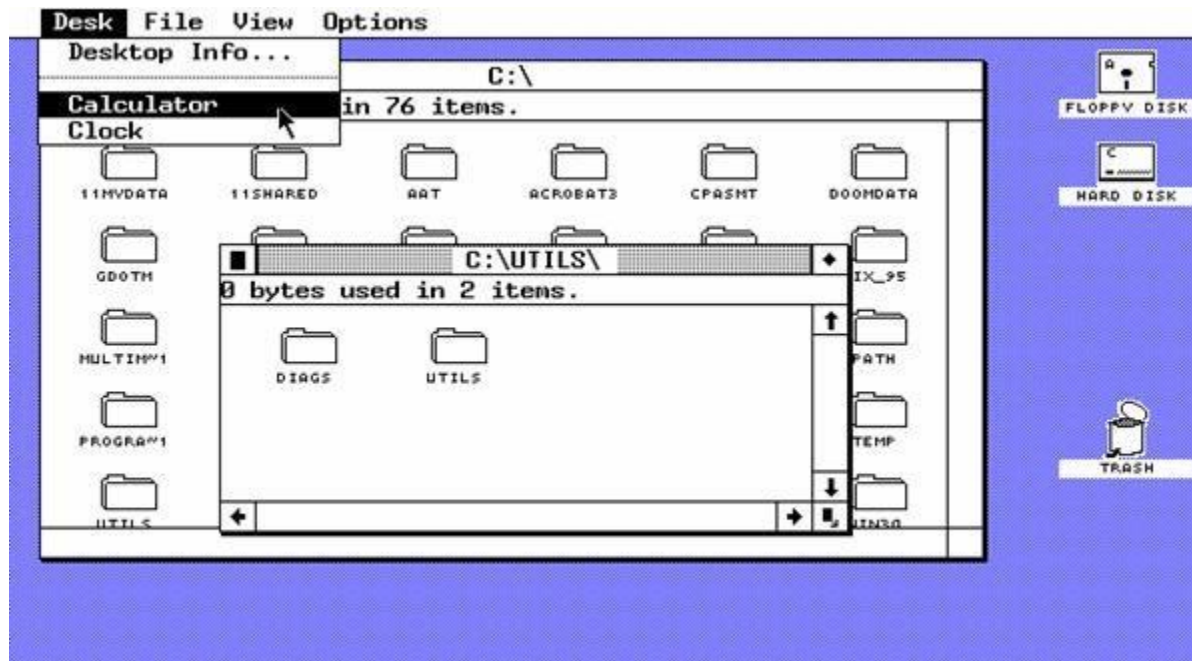 Desk File View Options
Desktop Info...
Calculator
Clock
C:\
in 76 items.
FLOPPY DISK
HARD DISK
11MYDATA 11SHARED AAT ACROBAT3 CPASMT DOOMDATA
GDOTM
C:\UTILS\
IX_95
0 bytes used in 2 items.
MULTIM~1
PATH
DIAGS UTILS
PROGRA~1
TEMP
TRASH
UTILS